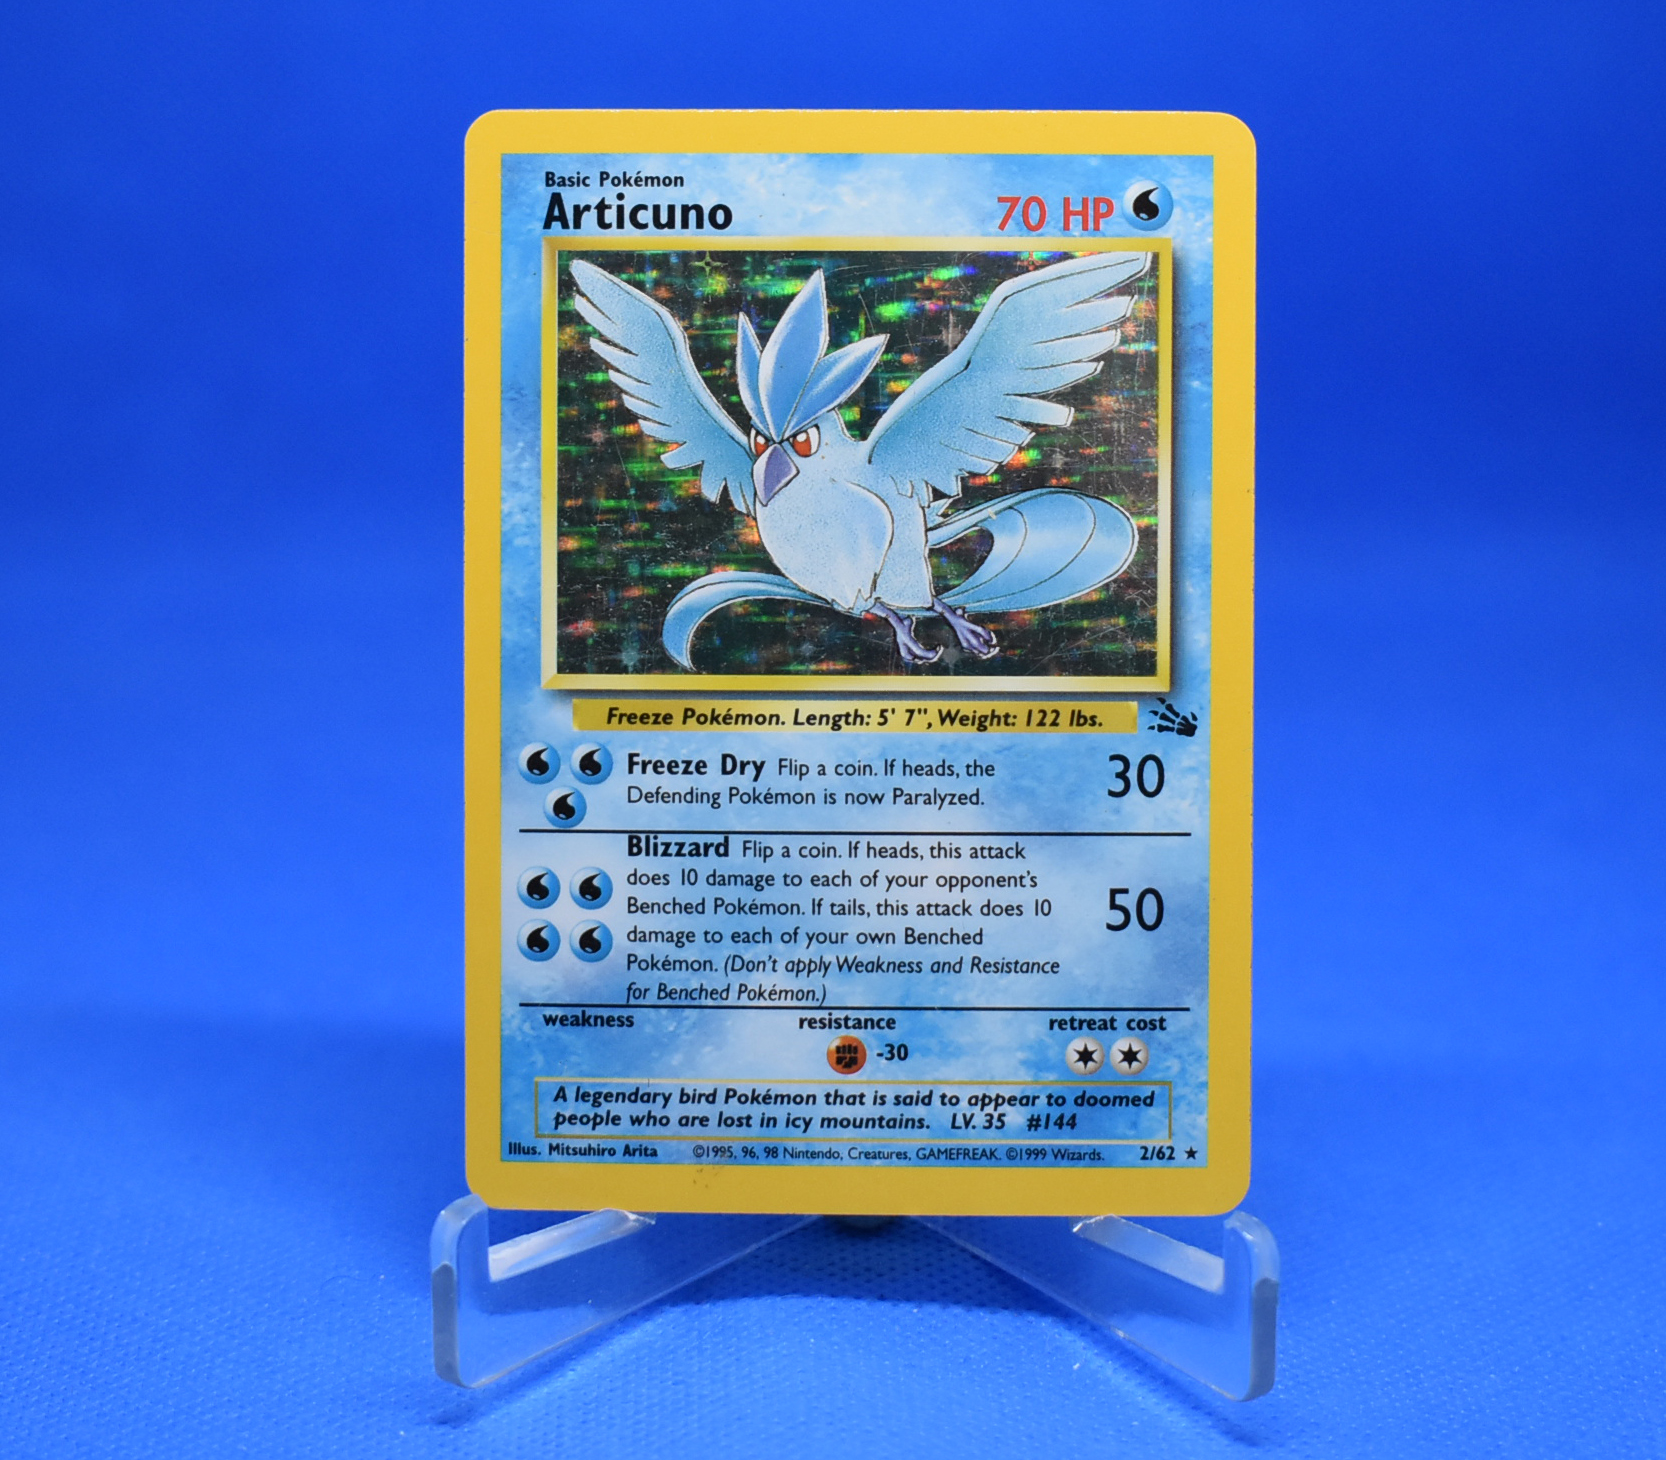 Basic Pokémon
Articuno
70 HP
Freeze Pokémon. Length: 5' 7", Weight: 122 lbs.
Freeze Dry Flip a coin. If heads, the
Defending Pokémon is now Paralyzed.
30
Blizzard Flip a coin. If heads, this attack
does 10 damage to each of your opponent's
Benched Pokémon. If tails, this attack does 10
damage to each of your own Benched
Pokémon. (Don't apply Weakness and Resistance
for Benched Pokémon.)
50
weakness
resistance
retreat cost
-30
A legendary bird Pokémon that is said to appear to doomed
people who are lost in icy mountains. LV. 35 #144
Illus. Mitsuhiro Arita ©1995, 96, 98 Nintendo, Creatures, GAMEFREAK. ©1999 Wizards. 2/62 ★